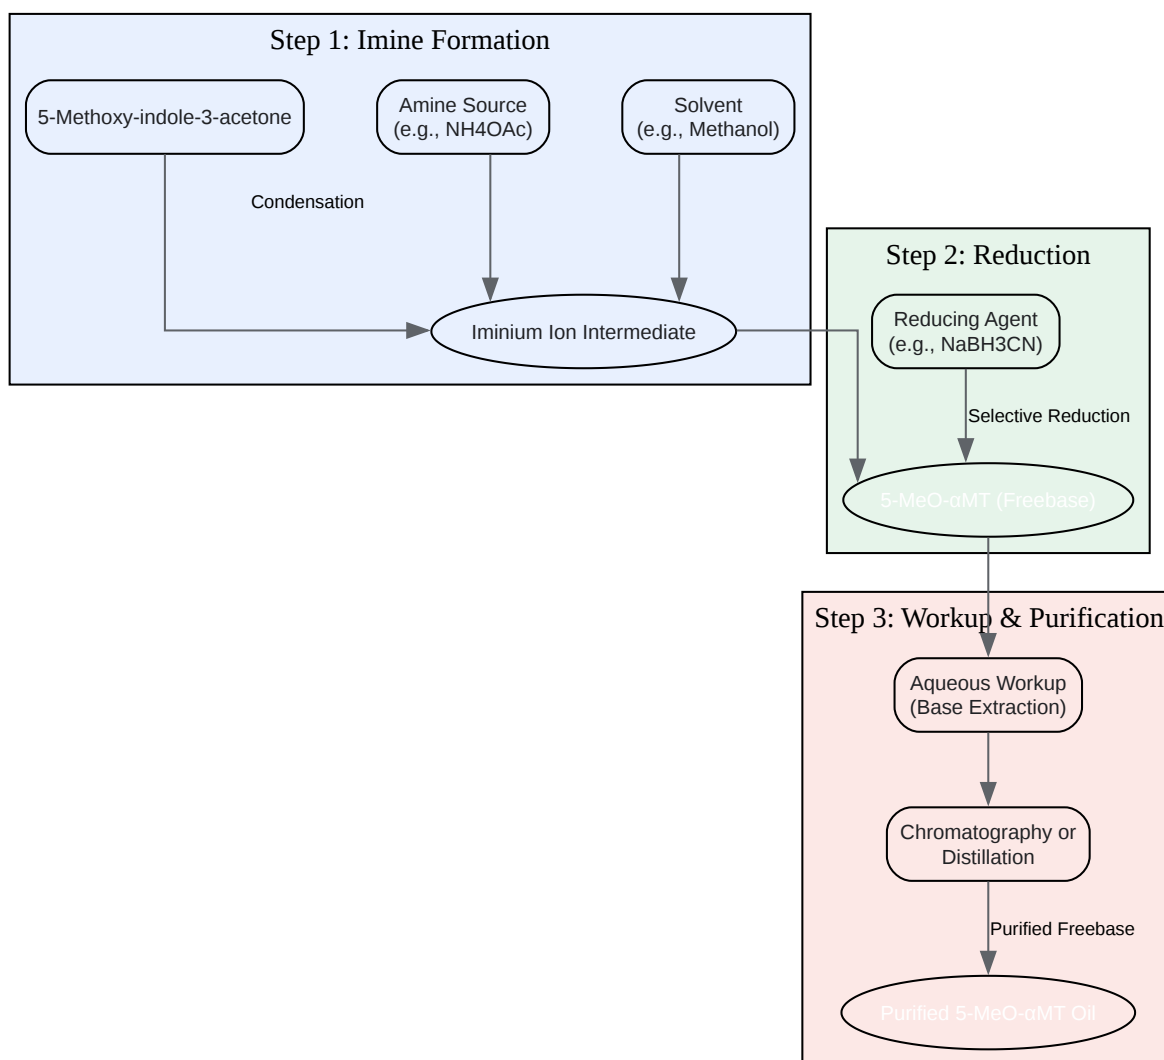 Step 1: Imine Formation
5-Methoxy-indole-3-acetone
Amine Source
(e.g., NH4OAc)
Solvent
(e.g., Methanol)
Condensation
Iminium Ion Intermediate
Step 2: Reduction
Reducing Agent
(e.g., NaBH3CN)
Selective Reduction
5-MeO-αMT (Freebase)
Step 3: Workup & Purification
Aqueous Workup
(Base Extraction)
Chromatography or
Distillation
Purified Freebase
Purified 5-MeO-αMT Oil